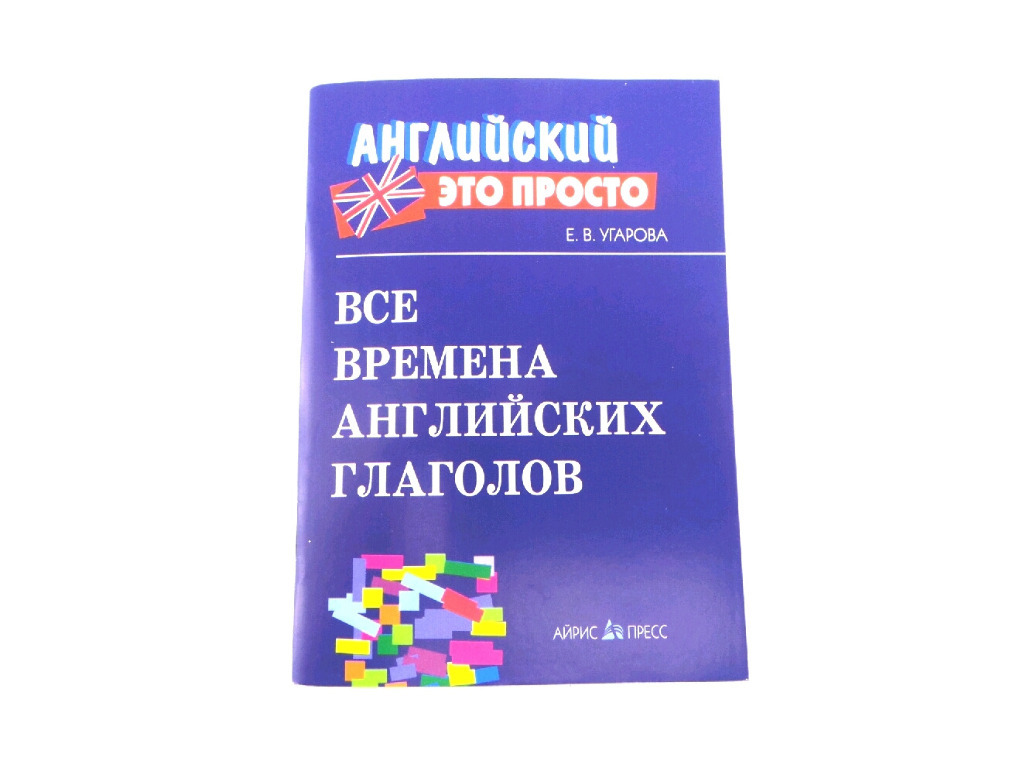 АНГЛИЙСКИЙ
ЭТО ПРОСТО
Е. В. УГАРОВА
ВСЕ
ВРЕМЕНА
АНГЛИЙСКИХ
ГЛАГОЛОВ
АЙРИС ПРЕСС